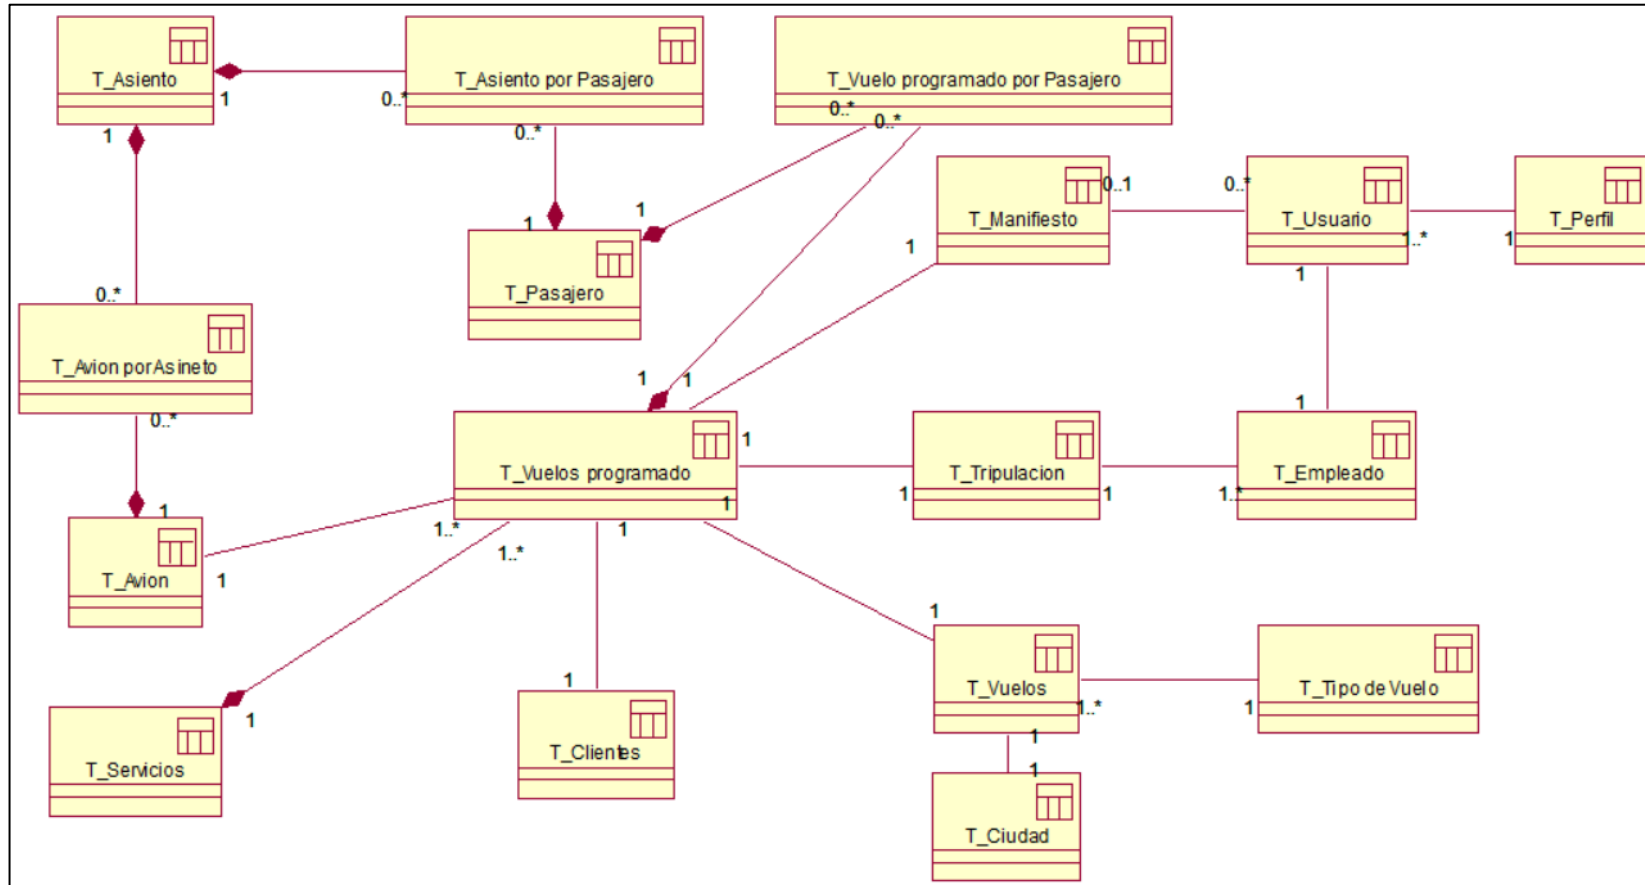 T_Asiento
1
1
0..*
T_Asiento por Pasajero
0..*
T_Vuelo programado por Pasajero
0..*
0..*
T_Manifiesto
0..1
1
0..*
T_Usuario
1..*
1
T_Perfil
1
1
1
T_Pasajero
0..*
T_Avion por Asineto
0..*
1
1
1
T_Vuelos programado
1
1
1
T_Tripulacion
1
1
1..*
T_Empleado
1
T_Avion
1
1..*
1..*
1
1
T_Vuelos
1..*
1
T_Tipo de Vuelo
1
T_Servicios
1
T_Clientes
1
1
T_Ciudad